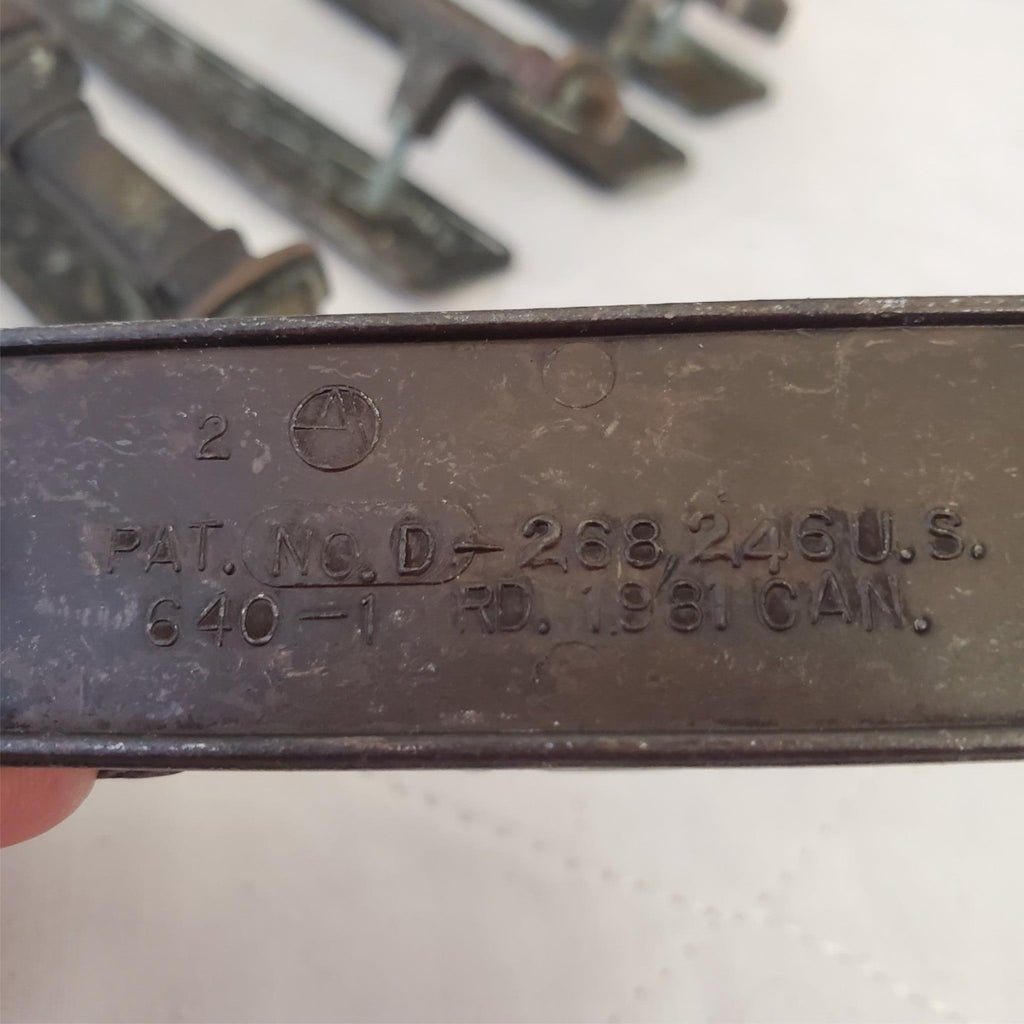 2
PAT. NO. D-268,246 U.S.
640-1 RD. 1981 CAN.